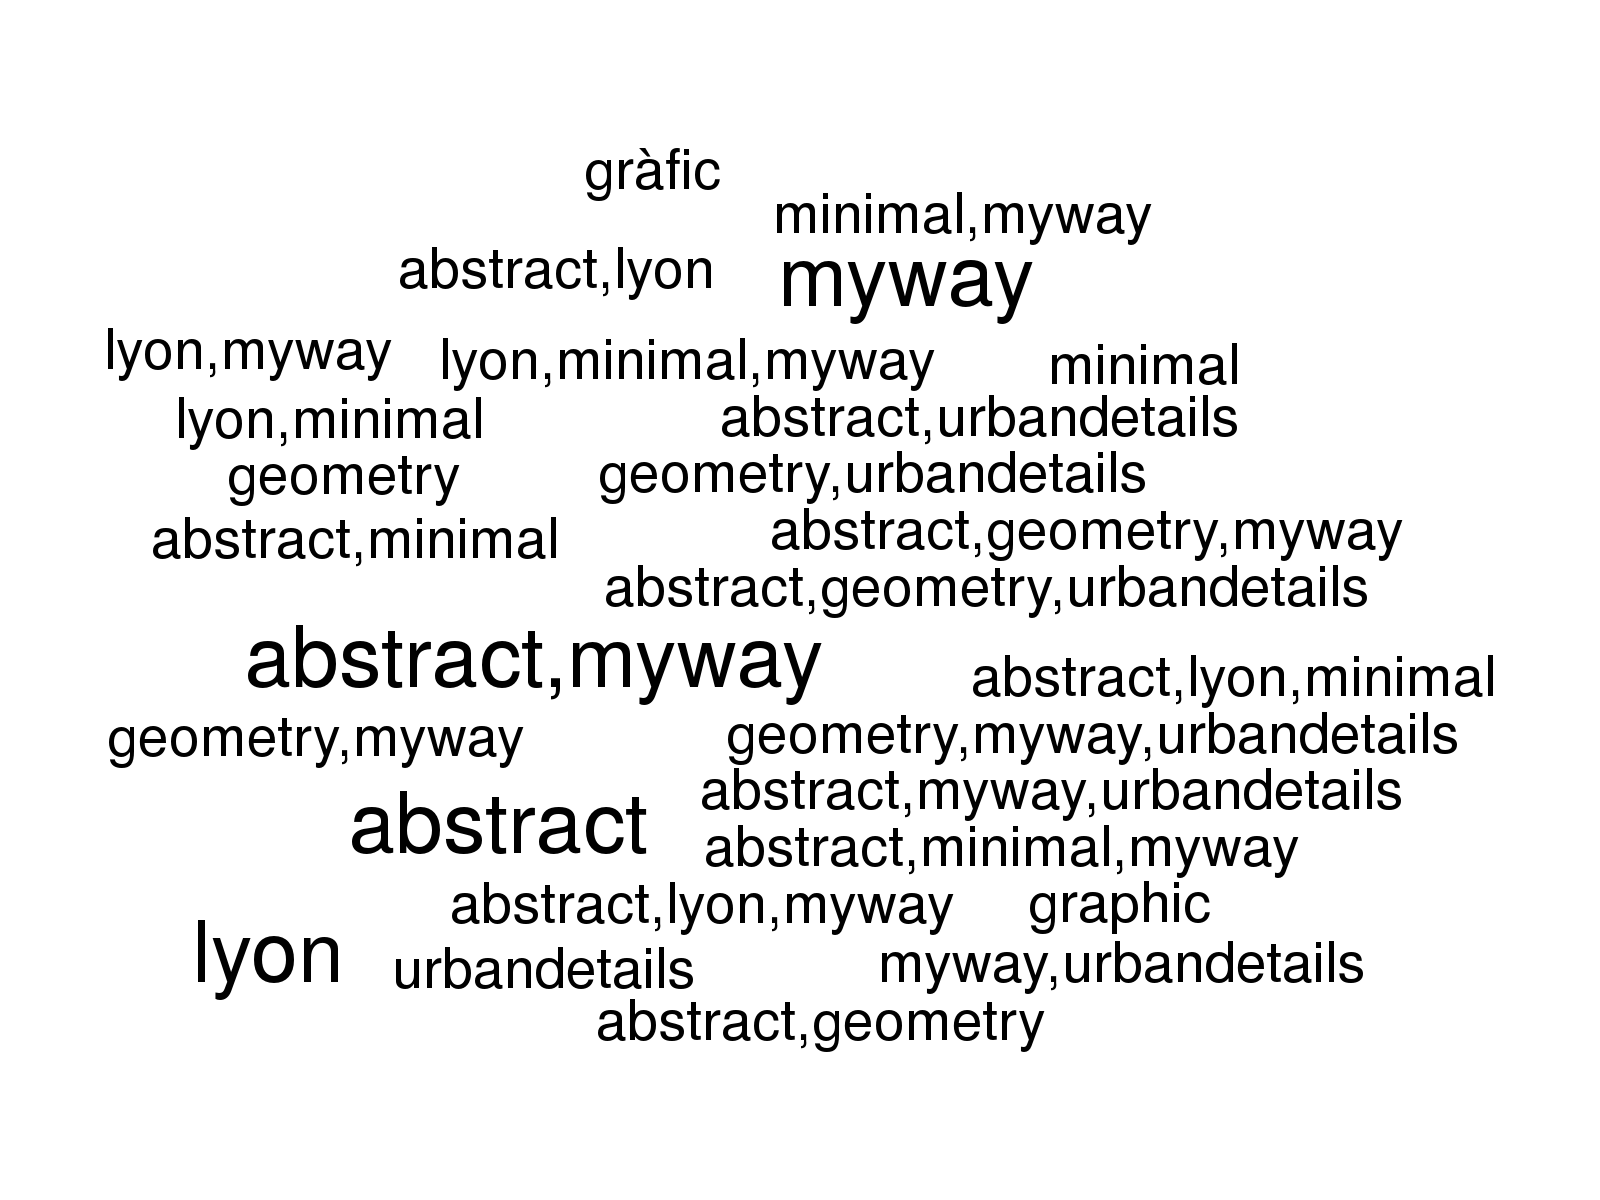 gràfic
minimal,myway
abstract,lyon
myway
lyon,myway
lyon,minimal,myway
minimal
lyon,minimal
abstract,urbandetails
geometry
geometry,urbandetails
abstract,minimal
abstract,geometry,myway
abstract,geometry,urbandetails
abstract,myway
abstract,lyon,minimal
geometry,myway
geometry,myway,urbandetails
abstract,myway,urbandetails
abstract
abstract,minimal,myway
abstract,lyon,myway
graphic
lyon
urbandetails
myway,urbandetails
abstract,geometry